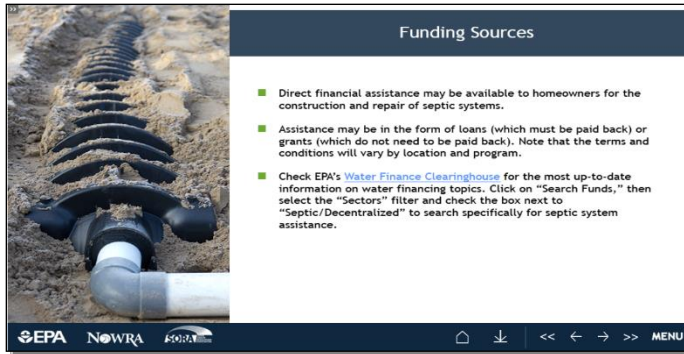 Funding Sources
Direct financial assistance may be available to homeowners for the
construction and repair of septic systems.
Assistance may be in the form of loans (which must be paid back) or
grants (which do not need to be paid back). Note that the terms and
conditions will vary by location and program.
Check EPA's Water Finance Clearinghouse for the most up-to-date
information on water financing topics. Click on “Search Funds,” then
select the “Sectors” filter and check the box next to
“Septic/Decentralized” to search specifically for septic system
assistance.
EPA NOWRA SORA << ← → >> MENU